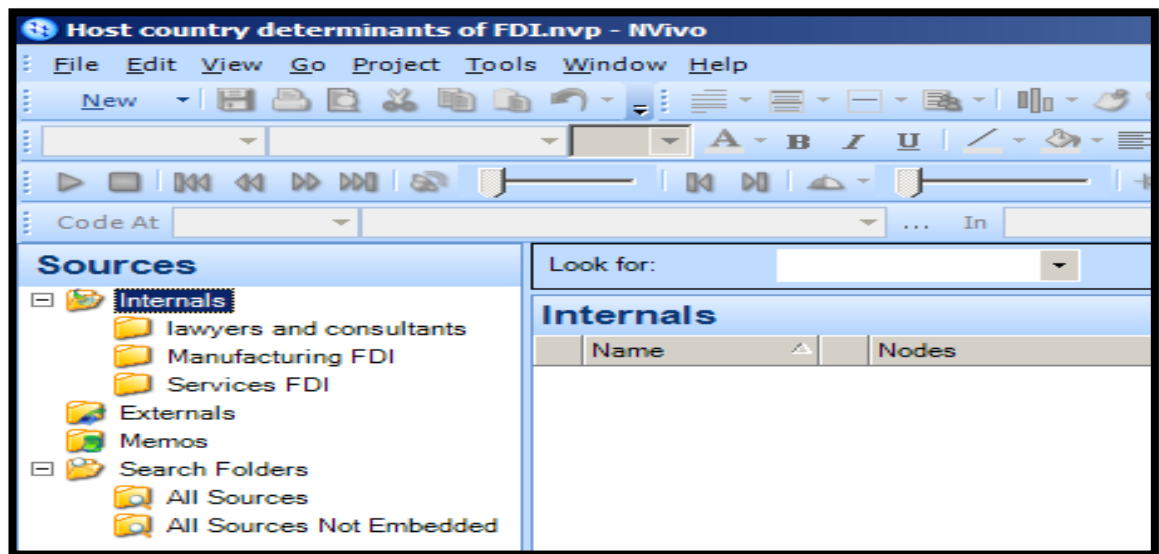 Host country determinants of FDI.nvp - NVivo
File Edit View Go Project Tools Window Help
New
A B I U
Code At ... In
Sources
Look for:
Internals
lawyers and consultants
Manufacturing FDI
Services FDI
Externals
Memos
Search Folders
All Sources
All Sources Not Embedded
Internals
Name Nodes